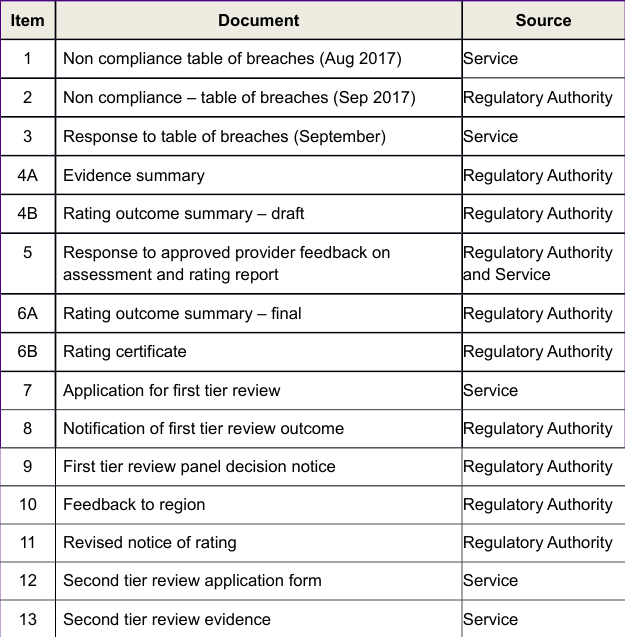 Item Document Source
1 Non compliance table of breaches (Aug 2017) Service
2 Non compliance – table of breaches (Sep 2017) Regulatory Authority
3 Response to table of breaches (September) Service
4A Evidence summary Regulatory Authority
4B Rating outcome summary – draft Regulatory Authority
5 Response to approved provider feedback on Regulatory Authority
assessment and rating report and Service
6A Rating outcome summary – final Regulatory Authority
6B Rating certificate Regulatory Authority
7 Application for first tier review Service
8 Notification of first tier review outcome Regulatory Authority
9 First tier review panel decision notice Regulatory Authority
10 Feedback to region Regulatory Authority
11 Revised notice of rating Regulatory Authority
12 Second tier review application form Service
13 Second tier review evidence Service